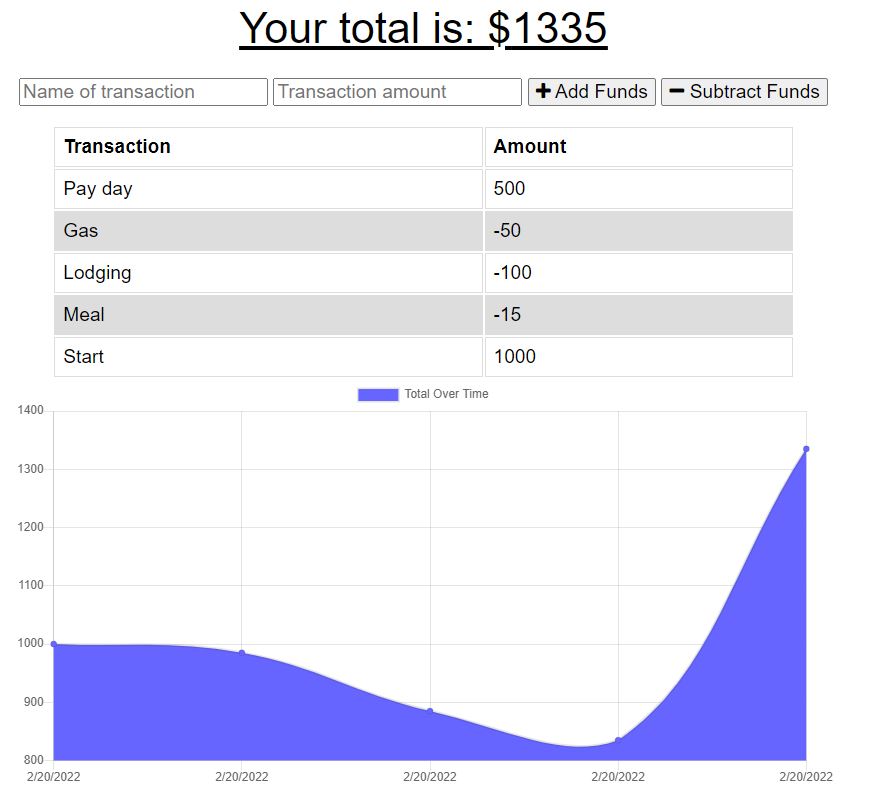 Your total is: $1335
Name of transaction Transaction amount + Add Funds − Subtract Funds
Transaction Amount
Pay day 500
Gas -50
Lodging -100
Meal -15
Start 1000
Total Over Time
1400
1300
1200
1100
1000
900
800
2/20/2022 2/20/2022 2/20/2022 2/20/2022 2/20/2022